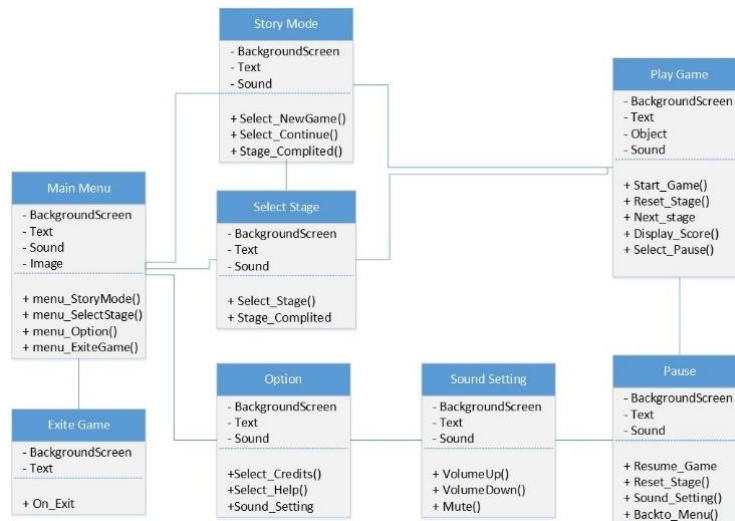 Story Mode
- BackgroundScreen
- Text
- Sound
+ Select_NewGame()
+ Select_Continue()
+ Stage_Complited()
Play Game
- BackgroundScreen
- Text
- Object
- Sound
+ Start_Game()
+ Reset_Stage()
+ Next_stage
+ Display_Score()
+ Select_Pause()
Main Menu
- BackgroundScreen
- Text
- Sound
- Image
+ menu_StoryMode()
+ menu_SelectStage()
+ menu_Option()
+ menu_ExiteGame()
Select Stage
- BackgroundScreen
- Text
- Sound
+ Select_Stage()
+ Stage_Complited
Exite Game
- BackgroundScreen
- Text
+ On_Exit
Option
- BackgroundScreen
- Text
- Sound
+Select_Credits()
+Select_Help()
+Sound_Setting
Sound Setting
- BackgroundScreen
- Text
- Sound
+ VolumeUp()
+ VolumeDown()
+ Mute()
Pause
- BackgroundScreen
- Text
- Sound
+ Resume_Game
+ Reset_Stage()
+ Sound_Setting()
+ Backto_Menu()